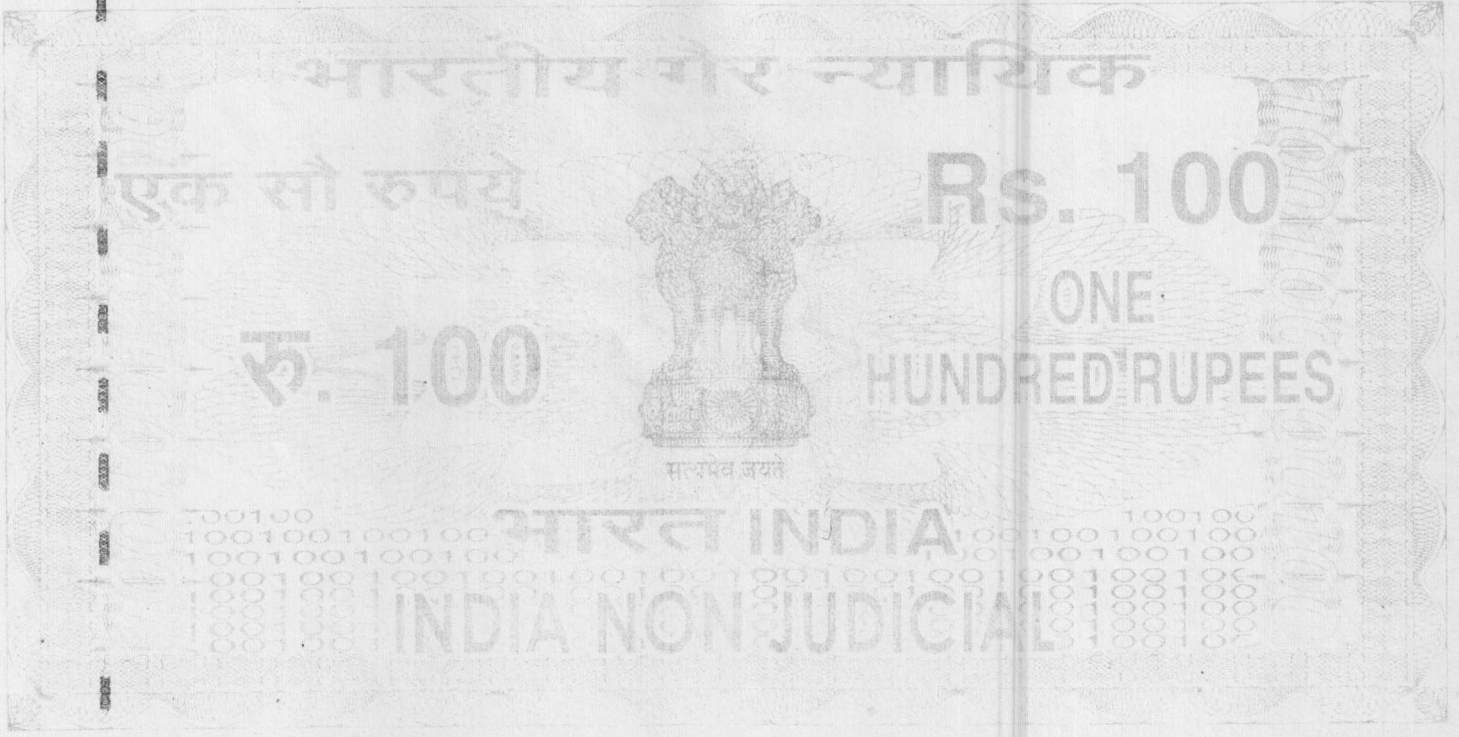 भारतीय गैर न्यायिक
एक सौ रुपये
Rs. 100
रु. 100
ONE
HUNDRED RUPEES
सत्यमेव जयते
भारत INDIA
INDIA NON JUDICIAL